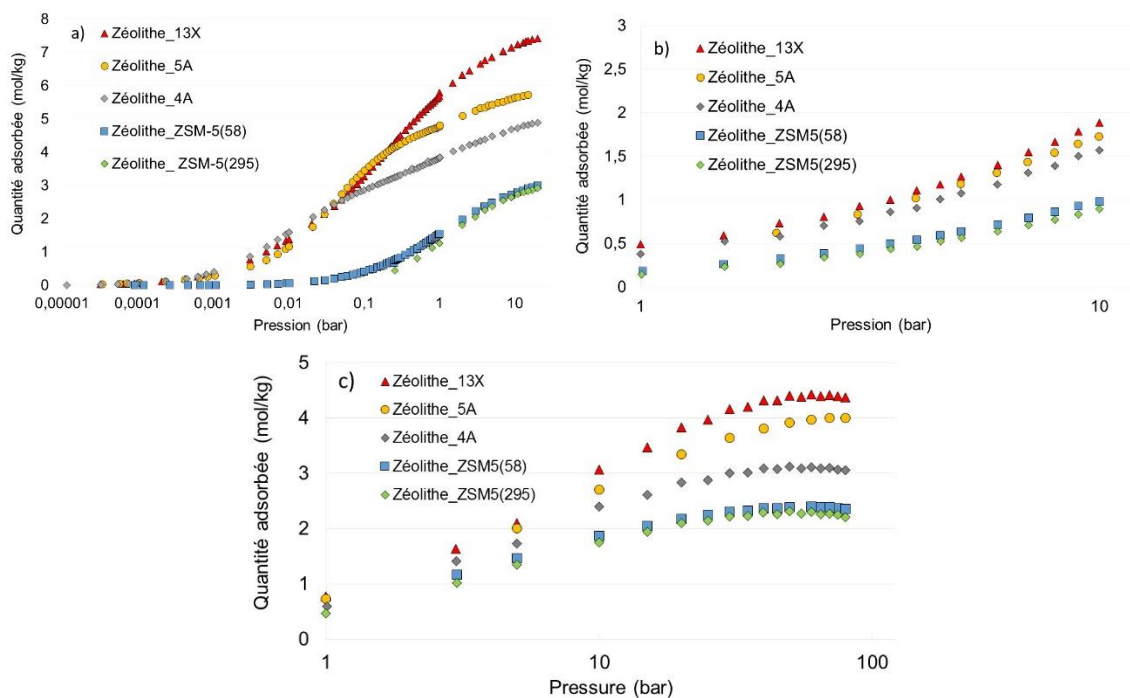 a)
Quantité adsorbée (mol/kg)
8
7
6
5
4
3
2
1
0
Zéolithe_13X
Zéolithe_5A
Zéolithe_4A
Zéolithe_ZSM-5(58)
Zéolithe_ZSM-5(295)
0,00001 0,0001 0,001 0,01 0,1 1 10
Pression (bar)
b)
Quantité adsorbée (mol/kg)
3
2,5
2
1,5
1
0,5
0
Zéolithe_13X
Zéolithe_5A
Zéolithe_4A
Zéolithe_ZSM5(58)
Zéolithe_ZSM5(295)
1 10
Pression (bar)
c)
Quantité adsorbée (mol/kg)
5
4
3
2
1
0
Zéolithe_13X
Zéolithe_5A
Zéolithe_4A
Zéolithe_ZSM5(58)
Zéolithe_ZSM5(295)
1 10 100
Pressure (bar)